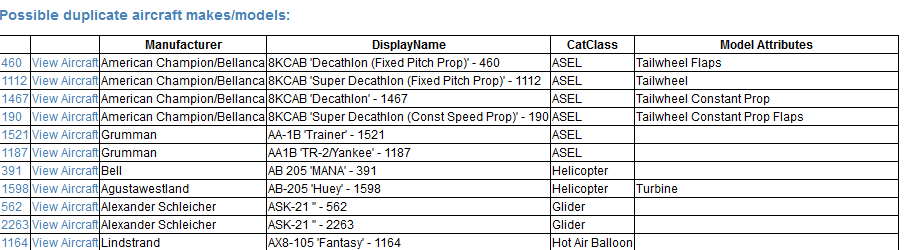 Possible duplicate aircraft makes/models:
Manufacturer DisplayName CatClass Model Attributes
460 View Aircraft American Champion/Bellanca 8KCAB 'Decathlon (Fixed Pitch Prop)' - 460 ASEL Tailwheel Flaps
1112 View Aircraft American Champion/Bellanca 8KCAB 'Super Decathlon (Fixed Pitch Prop)' - 1112 ASEL Tailwheel
1467 View Aircraft American Champion/Bellanca 8KCAB 'Decathlon' - 1467 ASEL Tailwheel Constant Prop
190 View Aircraft American Champion/Bellanca 8KCAB 'Super Decathlon (Const Speed Prop)' - 190 ASEL Tailwheel Constant Prop Flaps
1521 View Aircraft Grumman AA-1B 'Trainer' - 1521 ASEL
1187 View Aircraft Grumman AA1B 'TR-2/Yankee' - 1187 ASEL
391 View Aircraft Bell AB 205 'MANA' - 391 Helicopter
1598 View Aircraft Agustawestland AB-205 'Huey' - 1598 Helicopter Turbine
562 View Aircraft Alexander Schleicher ASK-21 '' - 562 Glider
2263 View Aircraft Alexander Schleicher ASK-21 '' - 2263 Glider
1164 View Aircraft Lindstrand AX8-105 'Fantasy' - 1164 Hot Air Balloon